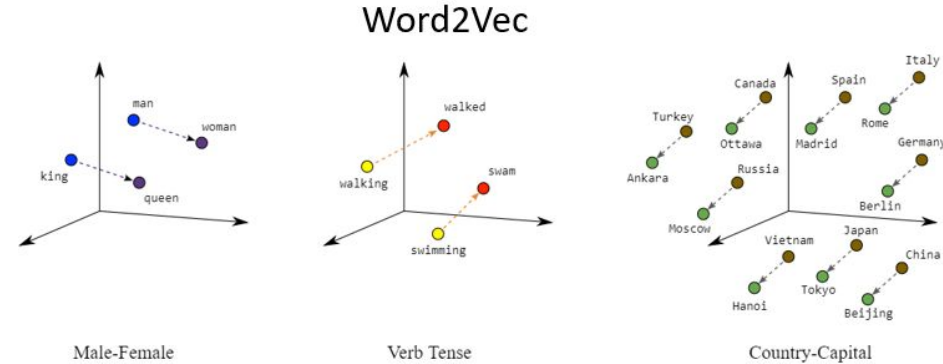 Word2Vec
man
woman
king
queen
Male-Female
walked
swam
walking
swimming
Verb Tense
Italy
Canada
Spain
Turkey
Rome
Ottawa
Madrid
Germany
Ankara
Russia
Berlin
Moscow
Vietnam
Japan
China
Hanoi
Tokyo
Beijing
Country-Capital